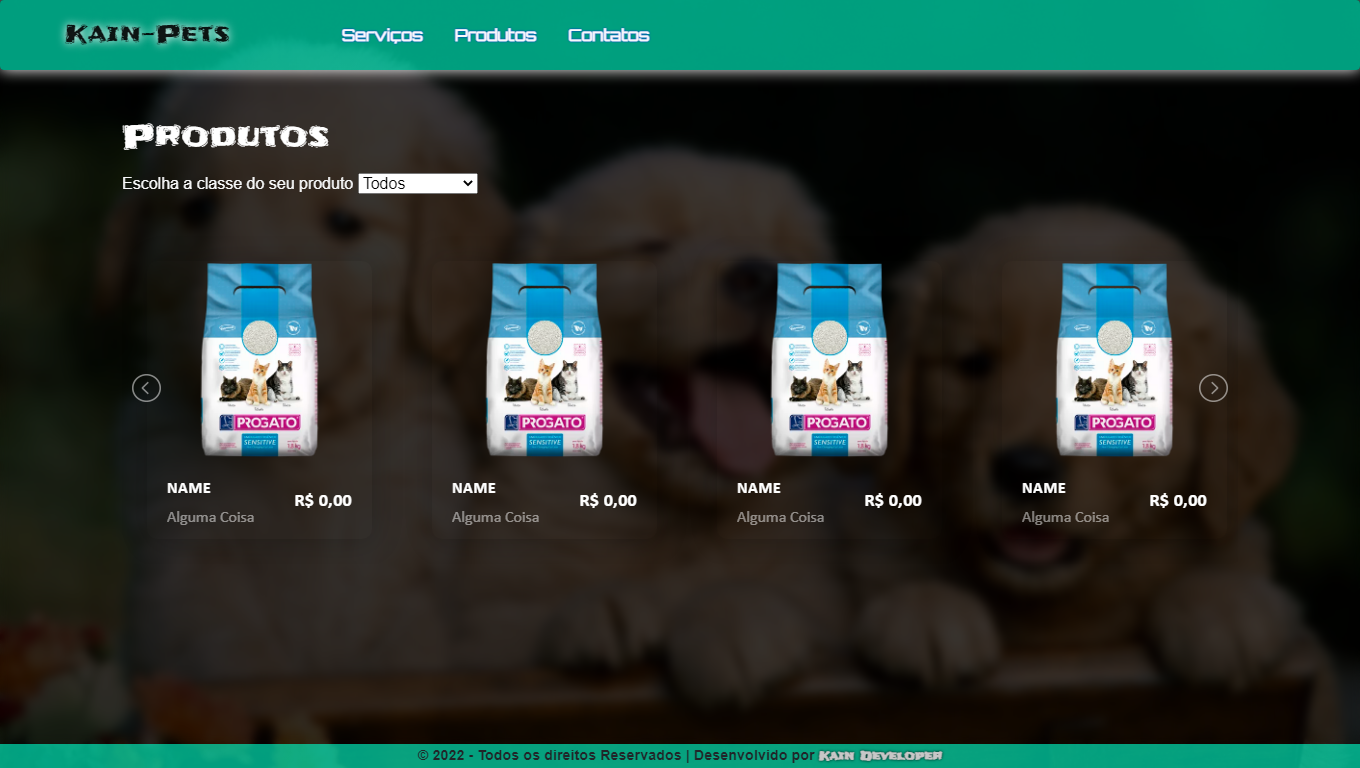 Kain-Pets
Serviços Produtos Contatos
Produtos
Escolha a classe do seu produto Todos
PROGATO
SENSITIVE
PROGATO
SENSITIVE
PROGATO
SENSITIVE
PROGATO
SENSITIVE
NAME
R$ 0,00
Alguma Coisa
NAME
R$ 0,00
Alguma Coisa
NAME
R$ 0,00
Alguma Coisa
NAME
R$ 0,00
Alguma Coisa
© 2022 - Todos os direitos Reservados | Desenvolvido por Kain Developer